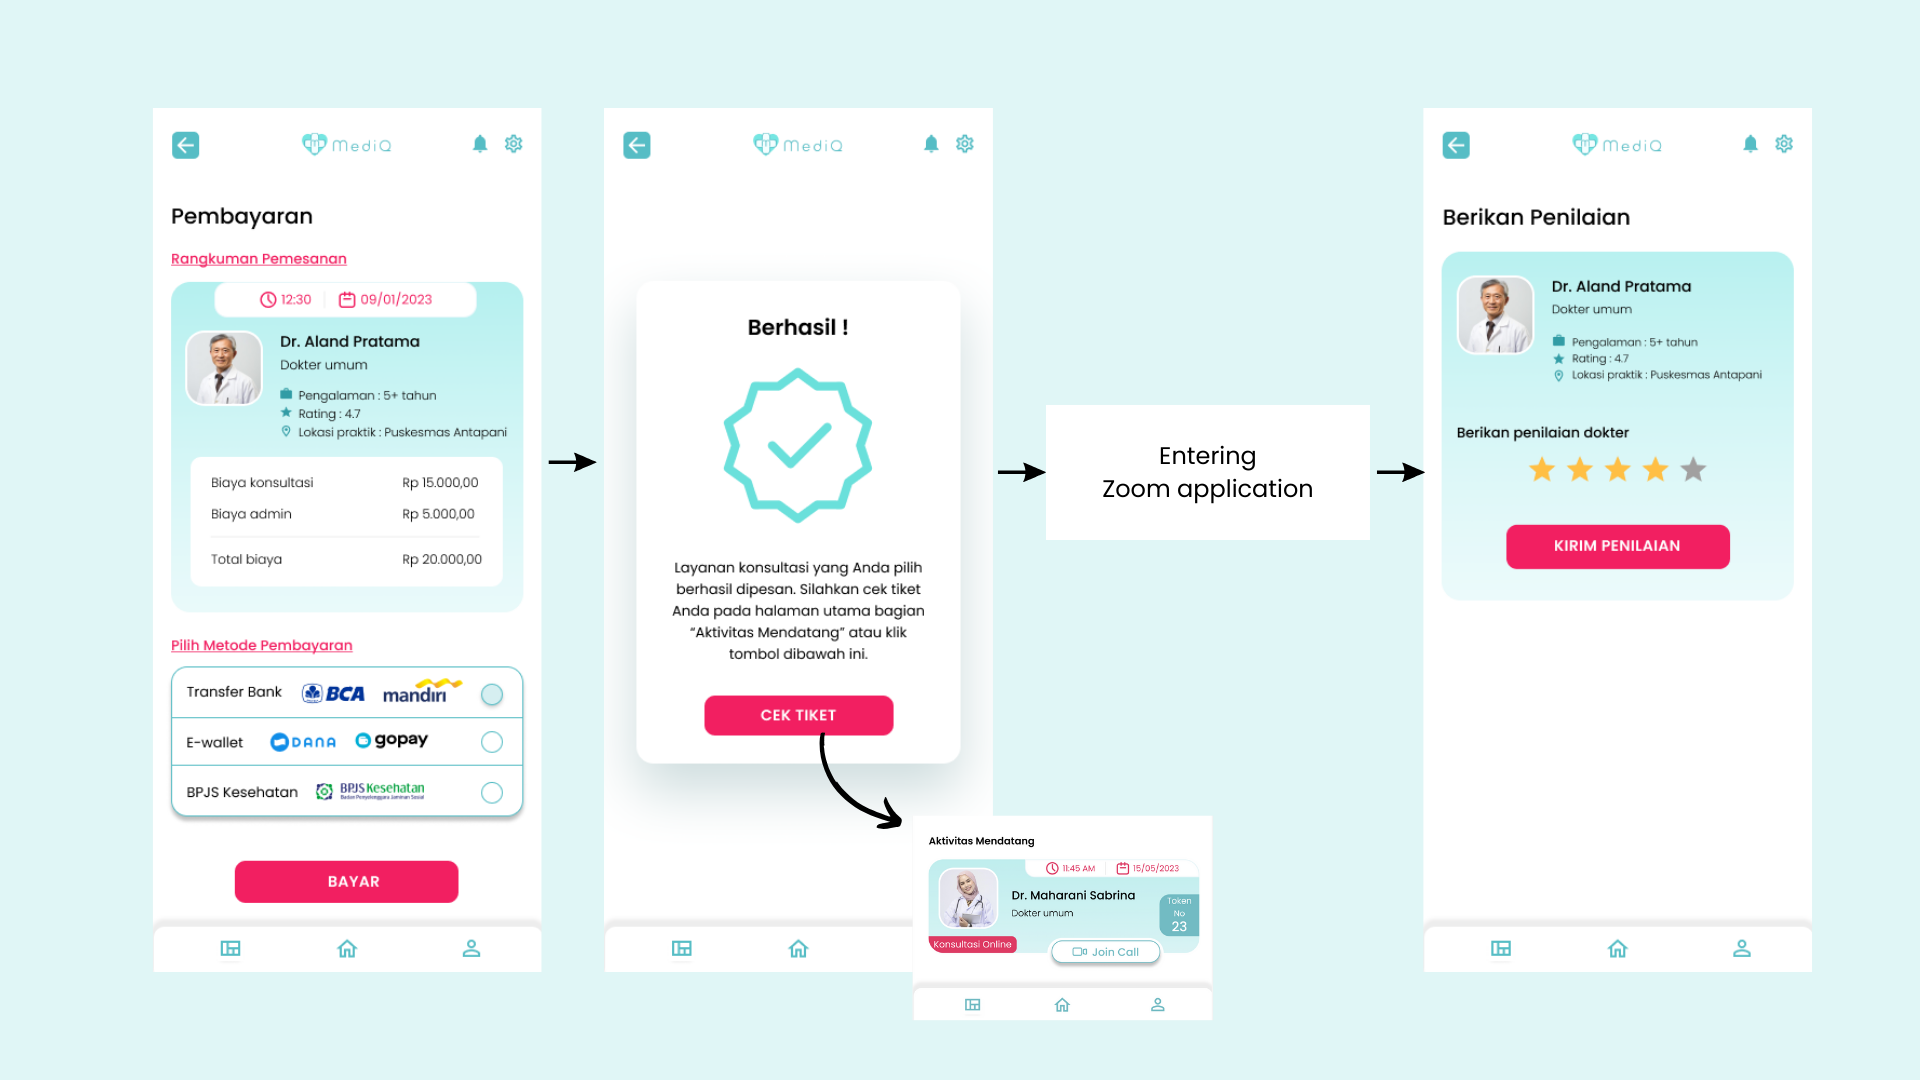 MediQ
Pembayaran
Rangkuman Pemesanan
12:30 09/01/2023
Dr. Aland Pratama
Dokter umum
Pengalaman : 5+ tahun
Rating : 4.7
Lokasi praktik : Puskesmas Antapani
Biaya konsultasi Rp 15.000,00
Biaya admin Rp 5.000,00
Total biaya Rp 20.000,00
Pilih Metode Pembayaran
Transfer Bank BCA mandiri
E-wallet DANA gopay
BPJS Kesehatan BPJS Kesehatan
Badan Penyelenggara Jaminan Sosial
BAYAR
MediQ
Berhasil !
Layanan konsultasi yang Anda pilih
berhasil dipesan. Silahkan cek tiket
Anda pada halaman utama bagian
“Aktivitas Mendatang” atau klik
tombol dibawah ini.
CEK TIKET
Aktivitas Mendatang
11:45 AM 15/05/2023
Dr. Maharani Sabrina
Dokter umum
Token
No
23
Konsultasi Online
Join Call
Entering
Zoom application
MediQ
Berikan Penilaian
Dr. Aland Pratama
Dokter umum
Pengalaman : 5+ tahun
Rating : 4.7
Lokasi praktik : Puskesmas Antapani
Berikan penilaian dokter
KIRIM PENILAIAN